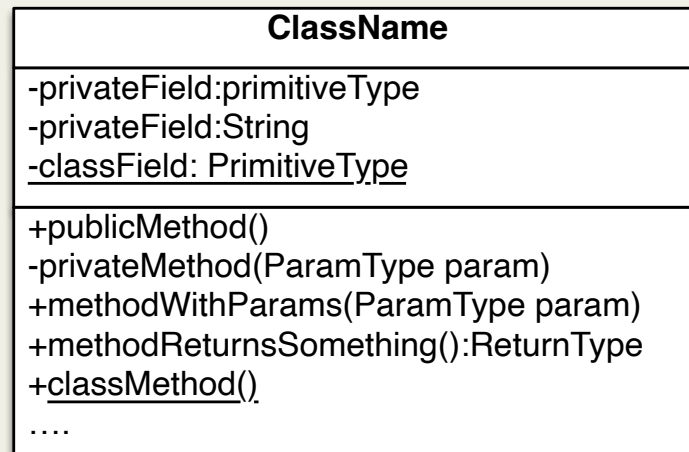 ClassName
-privateField:primitiveType
-privateField:String
-classField: PrimitiveType
+publicMethod()
-privateMethod(ParamType param)
+methodWithParams(ParamType param)
+methodReturnsSomething():ReturnType
+classMethod()
….